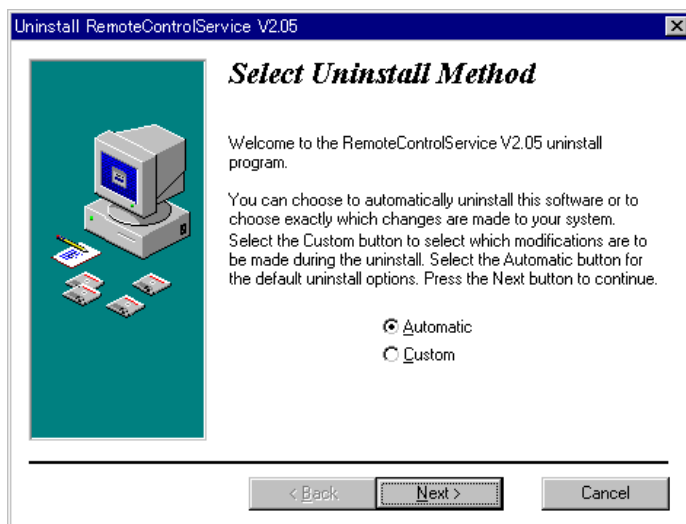 Uninstall RemoteControlService V2.05
Select Uninstall Method
Welcome to the RemoteControlService V2.05 uninstall
program.
You can choose to automatically uninstall this software or to
choose exactly which changes are made to your system.
Select the Custom button to select which modifications are to
be made during the uninstall. Select the Automatic button for
the default uninstall options. Press the Next button to continue.
Automatic
Custom
< Back
Next >
Cancel